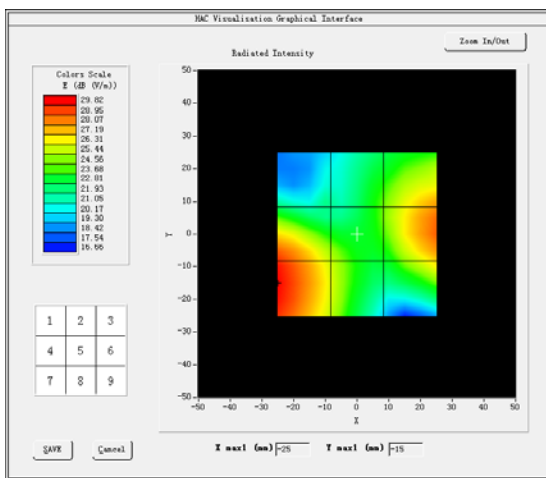 HAC Visualisation Graphical Interface
Zoom In/Out
Radiated Intensity
Colors Scale
E (dB (V/m))
29.82
28.95
28.07
27.19
26.31
25.44
24.56
23.68
22.81
21.93
21.05
20.17
19.30
18.42
17.54
16.66
50
40
30
20
10
0
-10
-20
-30
-40
-50
Y
-50 -40 -30 -20 -10 0 10 20 30 40 50
X
1 2 3
4 5 6
7 8 9
SAVE
Cancel
X max1 (mm) -25 Y max1 (mm) -15